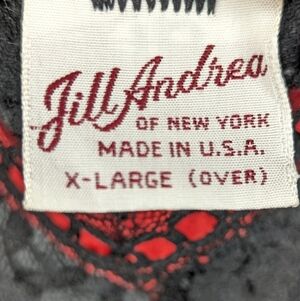 Jill Andrea
OF NEW YORK
MADE IN U.S.A.
X-LARGE (OVER)